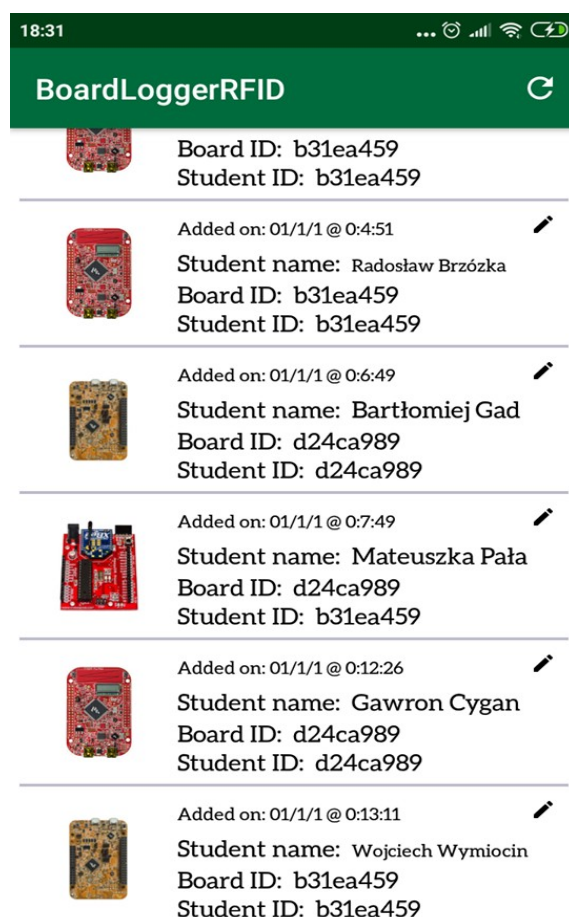 18:31
BoardLoggerRFID
Board ID: b31ea459
Student ID: b31ea459
Added on: 01/1/1 @ 0:4:51
Student name: Radosław Brzózka
Board ID: b31ea459
Student ID: b31ea459
Added on: 01/1/1 @ 0:6:49
Student name: Bartłomiej Gad
Board ID: d24ca989
Student ID: d24ca989
Added on: 01/1/1 @ 0:7:49
Student name: Mateuszka Pała
Board ID: d24ca989
Student ID: b31ea459
Added on: 01/1/1 @ 0:12:26
Student name: Gawron Cygan
Board ID: d24ca989
Student ID: d24ca989
Added on: 01/1/1 @ 0:13:11
Student name: Wojciech Wymiocin
Board ID: b31ea459
Student ID: b31ea459